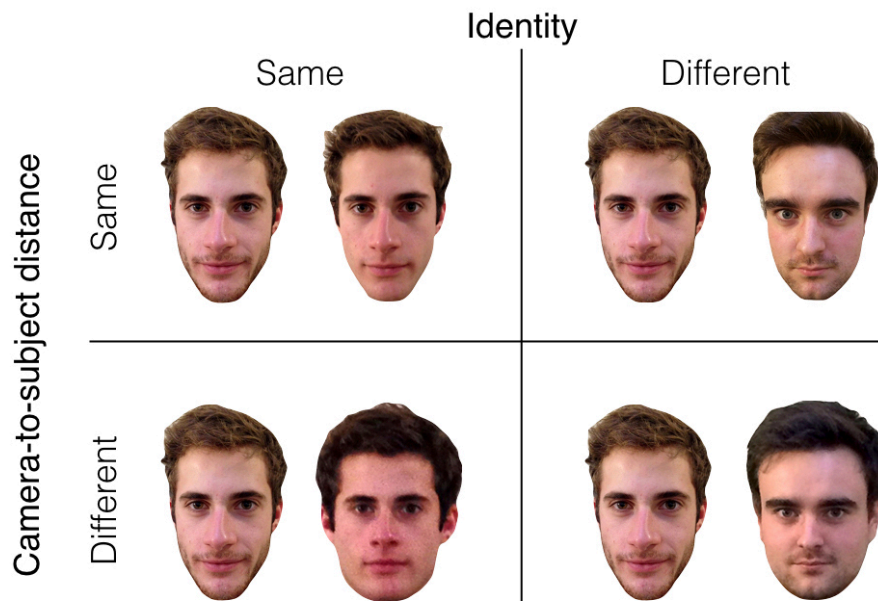 Identity
Same
Different
Camera-to-subject distance
Same
Different